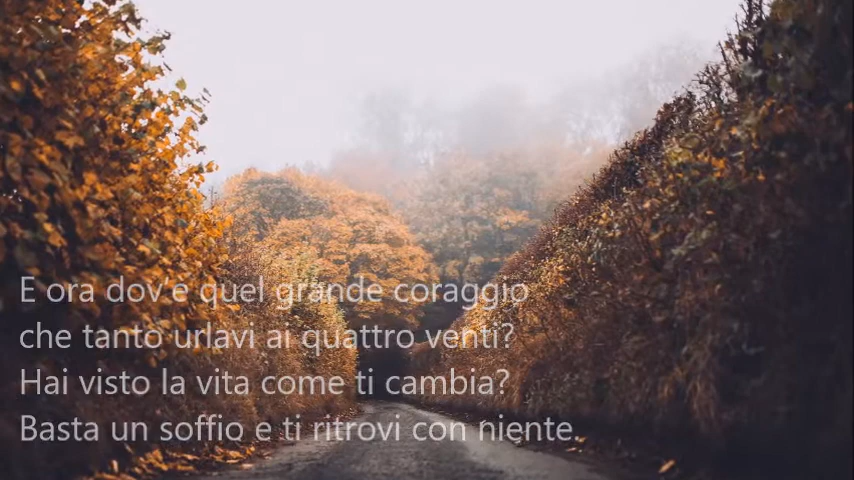 E ora dov'e quel grande coraggio
che tanto urlavi ai quattro venti?
Hai visto la vita come ti cambia?
Basta un soffio e ti ritrovi con niente.